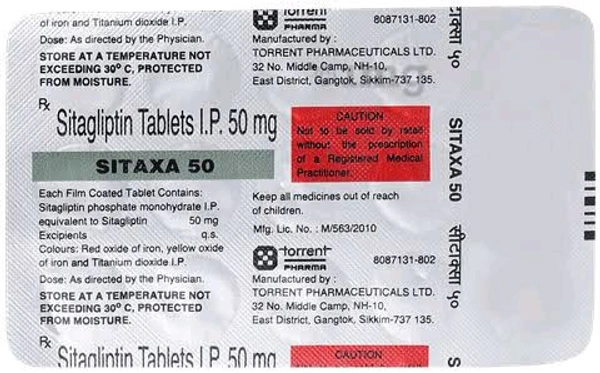 of iron and Titanium dioxide I.P.
Dose: As directed by the Physician.
STORE AT A TEMPERATURE NOT
EXCEEDING 30⁰ C, PROTECTED
FROM MOISTURE.
torrent
PHARMA
8087131-802
Manufactured by :
TORRENT PHARMACEUTICALS LTD.
32 No. Middle Camp, NH-10,
East District, Gangtok, Sikkim-737 135.
Rx
Sitagliptin Tablets I.P. 50 mg
SITAXA 50
CAUTION
Not to be sold by retail
without the prescription
of a Registered Medical
Practitioner.
Each Film Coated Tablet Contains:
Sitagliptin phosphate monohydrate I.P.
equivalent to Sitagliptin 50 mg
Excipients q.s.
Colours: Red oxide of iron, yellow oxide
of iron and Titanium dioxide I.P.
Dose: As directed by the Physician.
STORE AT A TEMPERATURE NOT
EXCEEDING 30⁰ C, PROTECTED
FROM MOISTURE.
Keep all medicines out of reach
of children.
Mfg. Lic. No. : M/563/2010
torrent
PHARMA
8087131-802
Manufactured by :
TORRENT PHARMACEUTICALS LTD.
32 No. Middle Camp, NH-10,
East District, Gangtok, Sikkim-737 135.
Rx
Sitagliptin Tablets I.P. 50 mg
CAUTION
सीटाक्सा ५०
SITAXA 50
सीटाक्सा ५०